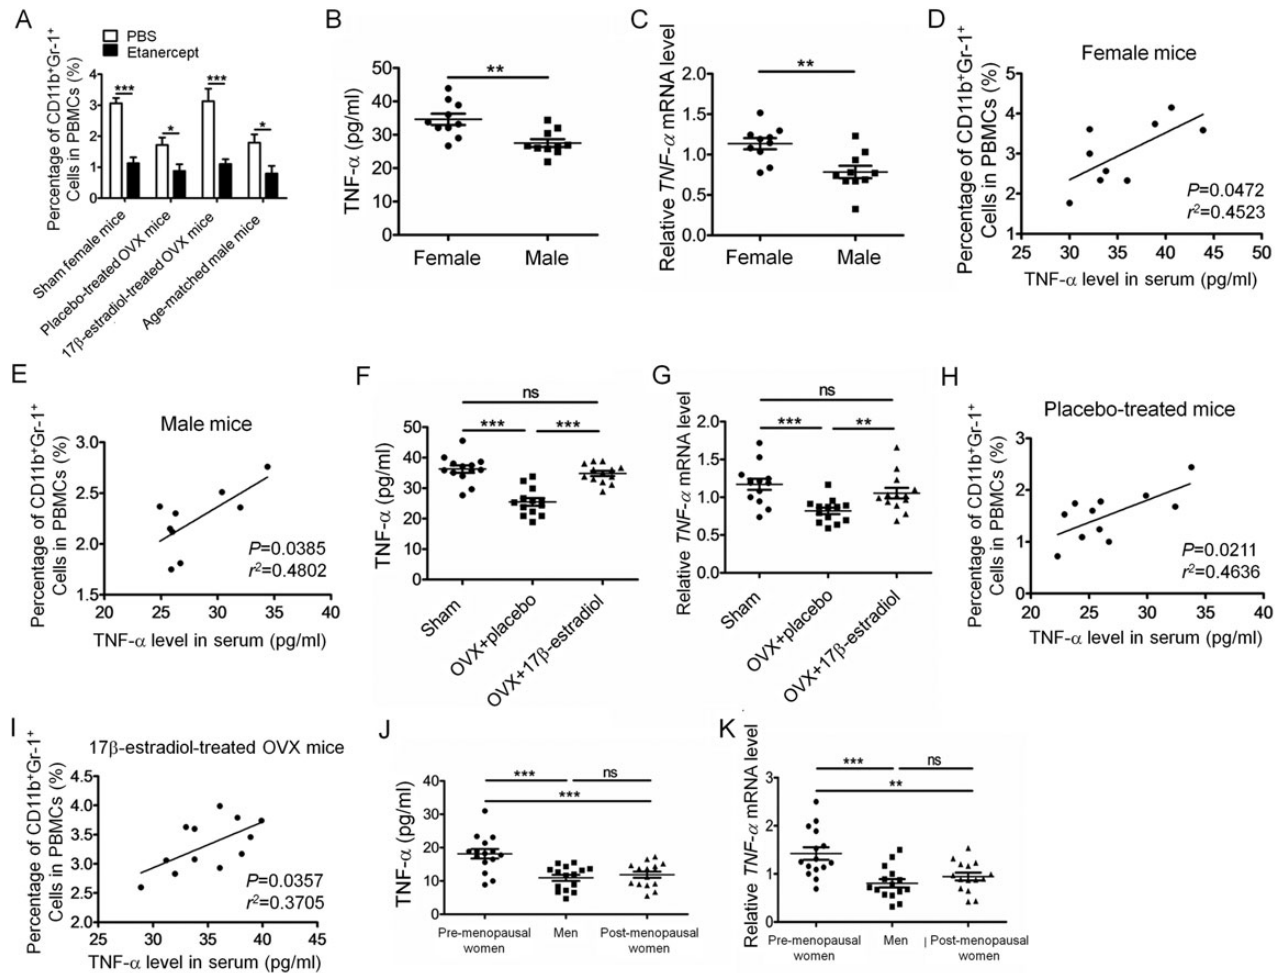 A
PBS
Etanercept
Percentage of CD11b⁺Gr-1⁺
Cells in PBMCs (%)
4
3
2
1
0
***
*
***
*
Sham female mice
Placebo-treated OVX mice
17β-estradiol-treated OVX mice
Age-matched male mice
B
TNF-α (pg/ml)
50
40
30
20
10
0
**
Female
Male
C
Relative TNF-α mRNA level
2.0
1.5
1.0
0.5
0.0
**
Female
Male
D
Female mice
Percentage of CD11b⁺Gr-1⁺
Cells in PBMCs (%)
5
4
3
2
1
P=0.0472
r²=0.4523
25 30 35 40 45 50
TNF-α level in serum (pg/ml)
E
Male mice
Percentage of CD11b⁺Gr-1⁺
Cells in PBMCs (%)
3.0
2.5
2.0
1.5
P=0.0385
r²=0.4802
20 25 30 35 40
TNF-α level in serum (pg/ml)
F
TNF-α (pg/ml)
50
40
30
20
10
0
ns
*** ***
Sham
OVX+placebo
OVX+17β-estradiol
G
Relative TNF-α mRNA level
2.0
1.5
1.0
0.5
0.0
ns
*** **
Sham
OVX+placebo
OVX+17β-estradiol
H
Placebo-treated mice
Percentage of CD11b⁺Gr-1⁺
Cells in PBMCs (%)
3
2
1
0
P=0.0211
r²=0.4636
20 25 30 35 40
TNF-α level in serum (pg/ml)
I
17β-estradiol-treated OVX mice
Percentage of CD11b⁺Gr-1⁺
Cells in PBMCs (%)
4.5
4.0
3.5
3.0
2.5
2.0
P=0.0357
r²=0.3705
25 30 35 40 45
TNF-α level in serum (pg/ml)
J
TNF-α (pg/ml)
40
30
20
10
0
*** ns
***
Pre-menopausal
women
Men
Post-menopausal
women
K
Relative TNF-α mRNA level
3
2
1
0
*** ns
**
Pre-menopausal
women
Men
Post-menopausal
women